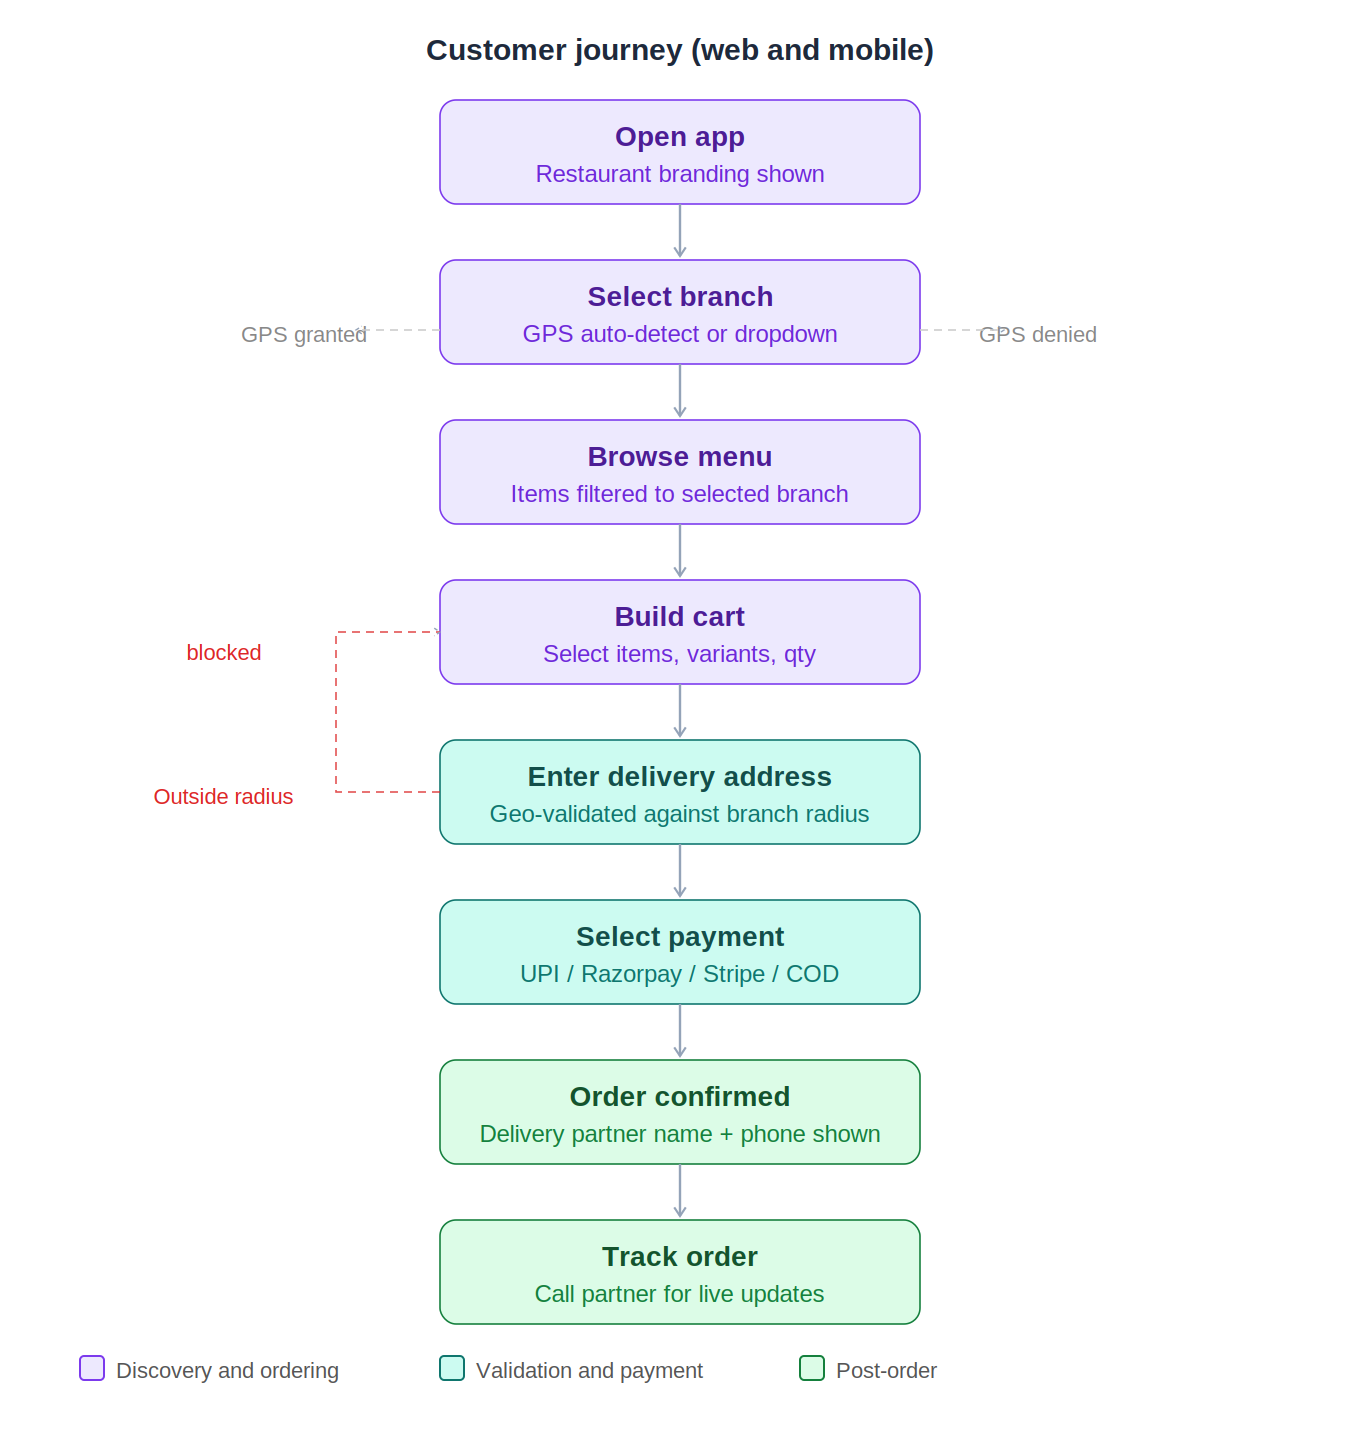 Customer journey (web and mobile)
Open app
Restaurant branding shown
Select branch
GPS auto-detect or dropdown
GPS granted
GPS denied
Browse menu
Items filtered to selected branch
Build cart
Select items, variants, qty
blocked
Enter delivery address
Geo-validated against branch radius
Outside radius
Select payment
UPI / Razorpay / Stripe / COD
Order confirmed
Delivery partner name + phone shown
Track order
Call partner for live updates
Discovery and ordering
Validation and payment
Post-order